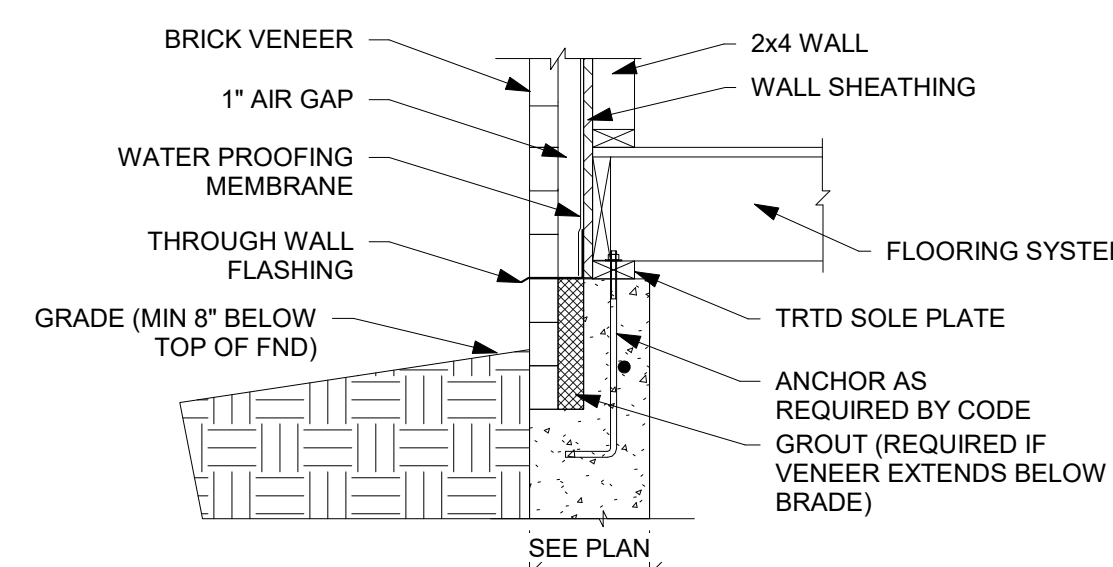 BRICK VENEER
1" AIR GAP
WATER PROOFING
MEMBRANE
THROUGH WALL
FLASHING
GRADE (MIN 8" BELOW
TOP OF FND)
2x4 WALL
WALL SHEATHING
FLOORING SYSTEM
TRTD SOLE PLATE
ANCHOR AS
REQUIRED BY CODE
GROUT (REQUIRED IF
VENEER EXTENDS BELOW
BRADE)
SEE PLAN